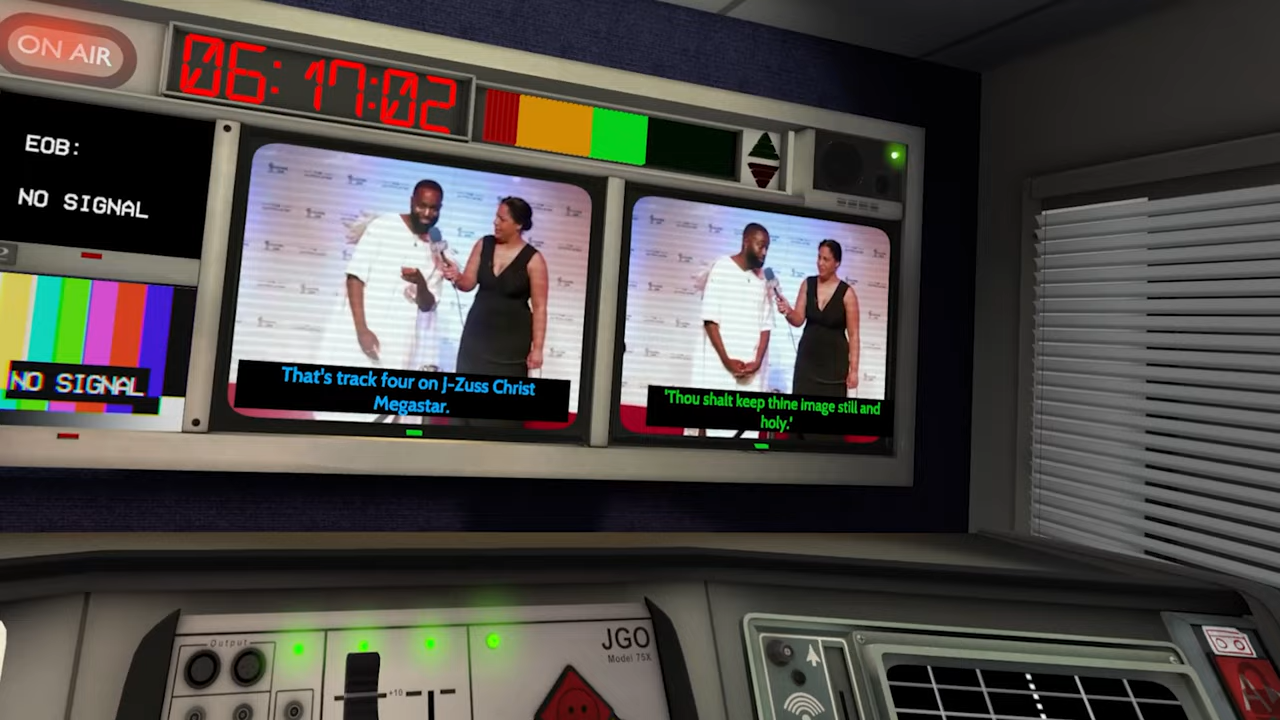 ON AIR
06:17:02
EOB:
NO SIGNAL
NO SIGNAL
That's track four on J-Zuss Christ
Megastar.
'Thou shalt keep thine image still and
holy.'
Output
JGO
Model 75X
+10